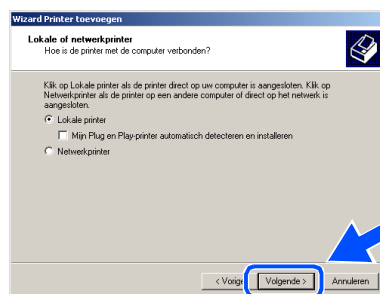 Wizard Printer toevoegen
Lokale of netwerkprinter
Hoe is de printer met de computer verbonden?
Klik op Lokale printer als de printer direct op uw computer is aangesloten. Klik op
Netwerkprinter als de printer op een andere computer of direct op het netwerk is
aangesloten.
Lokale printer
Mijn Plug en Play-printer automatisch detecteren en installeren
Netwerkprinter
< Vorige
Volgende >
Annuleren